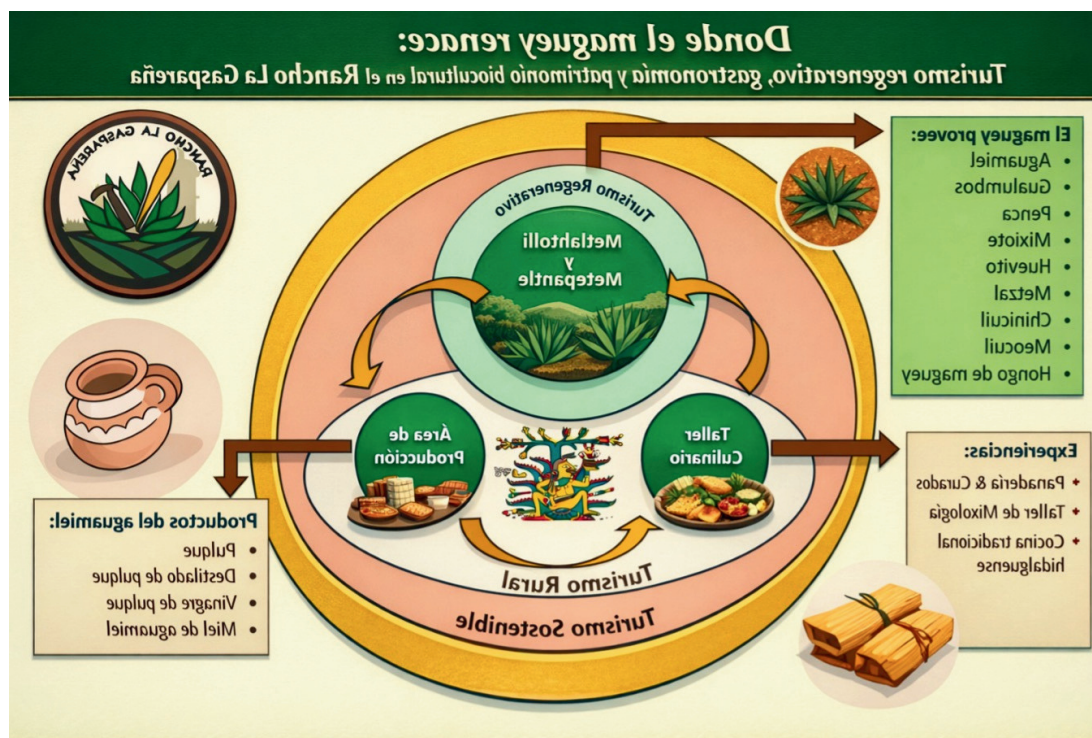 Donde el maguey renace:
Turismo regenerativo, gastronomía y patrimonio biocultural en el Rancho La Gaspareña
El maguey provee:
• Aguamiel
• Gualumbos
• Penca
• Mixiote
• Huevito
• Metzal
• Chinicuil
• Meocuil
• Hongo de maguey
RANCHO LA GASPAREÑA
Turismo Regenerativo
Metlahtolli
y
Metepantle
Taller
Culinario
Área de
Producción
Turismo Rural
Turismo Sostenible
Experiencias:
+ Panadería & Curados
+ Taller de Mixología
+ Cocina tradicional
hidalguense
Productos del aguamiel:
• Pulque
• Destilado de pulque
• Vinagre de pulque
• Miel de aguamiel